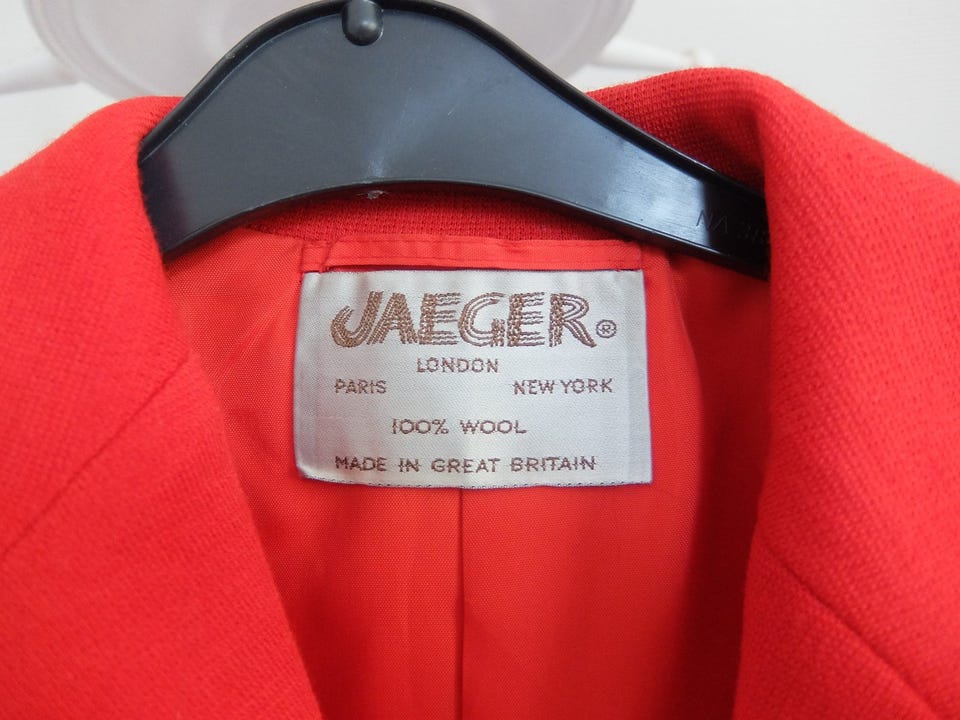 JAEGER®
LONDON
PARIS NEW YORK
100% WOOL
MADE IN GREAT BRITAIN